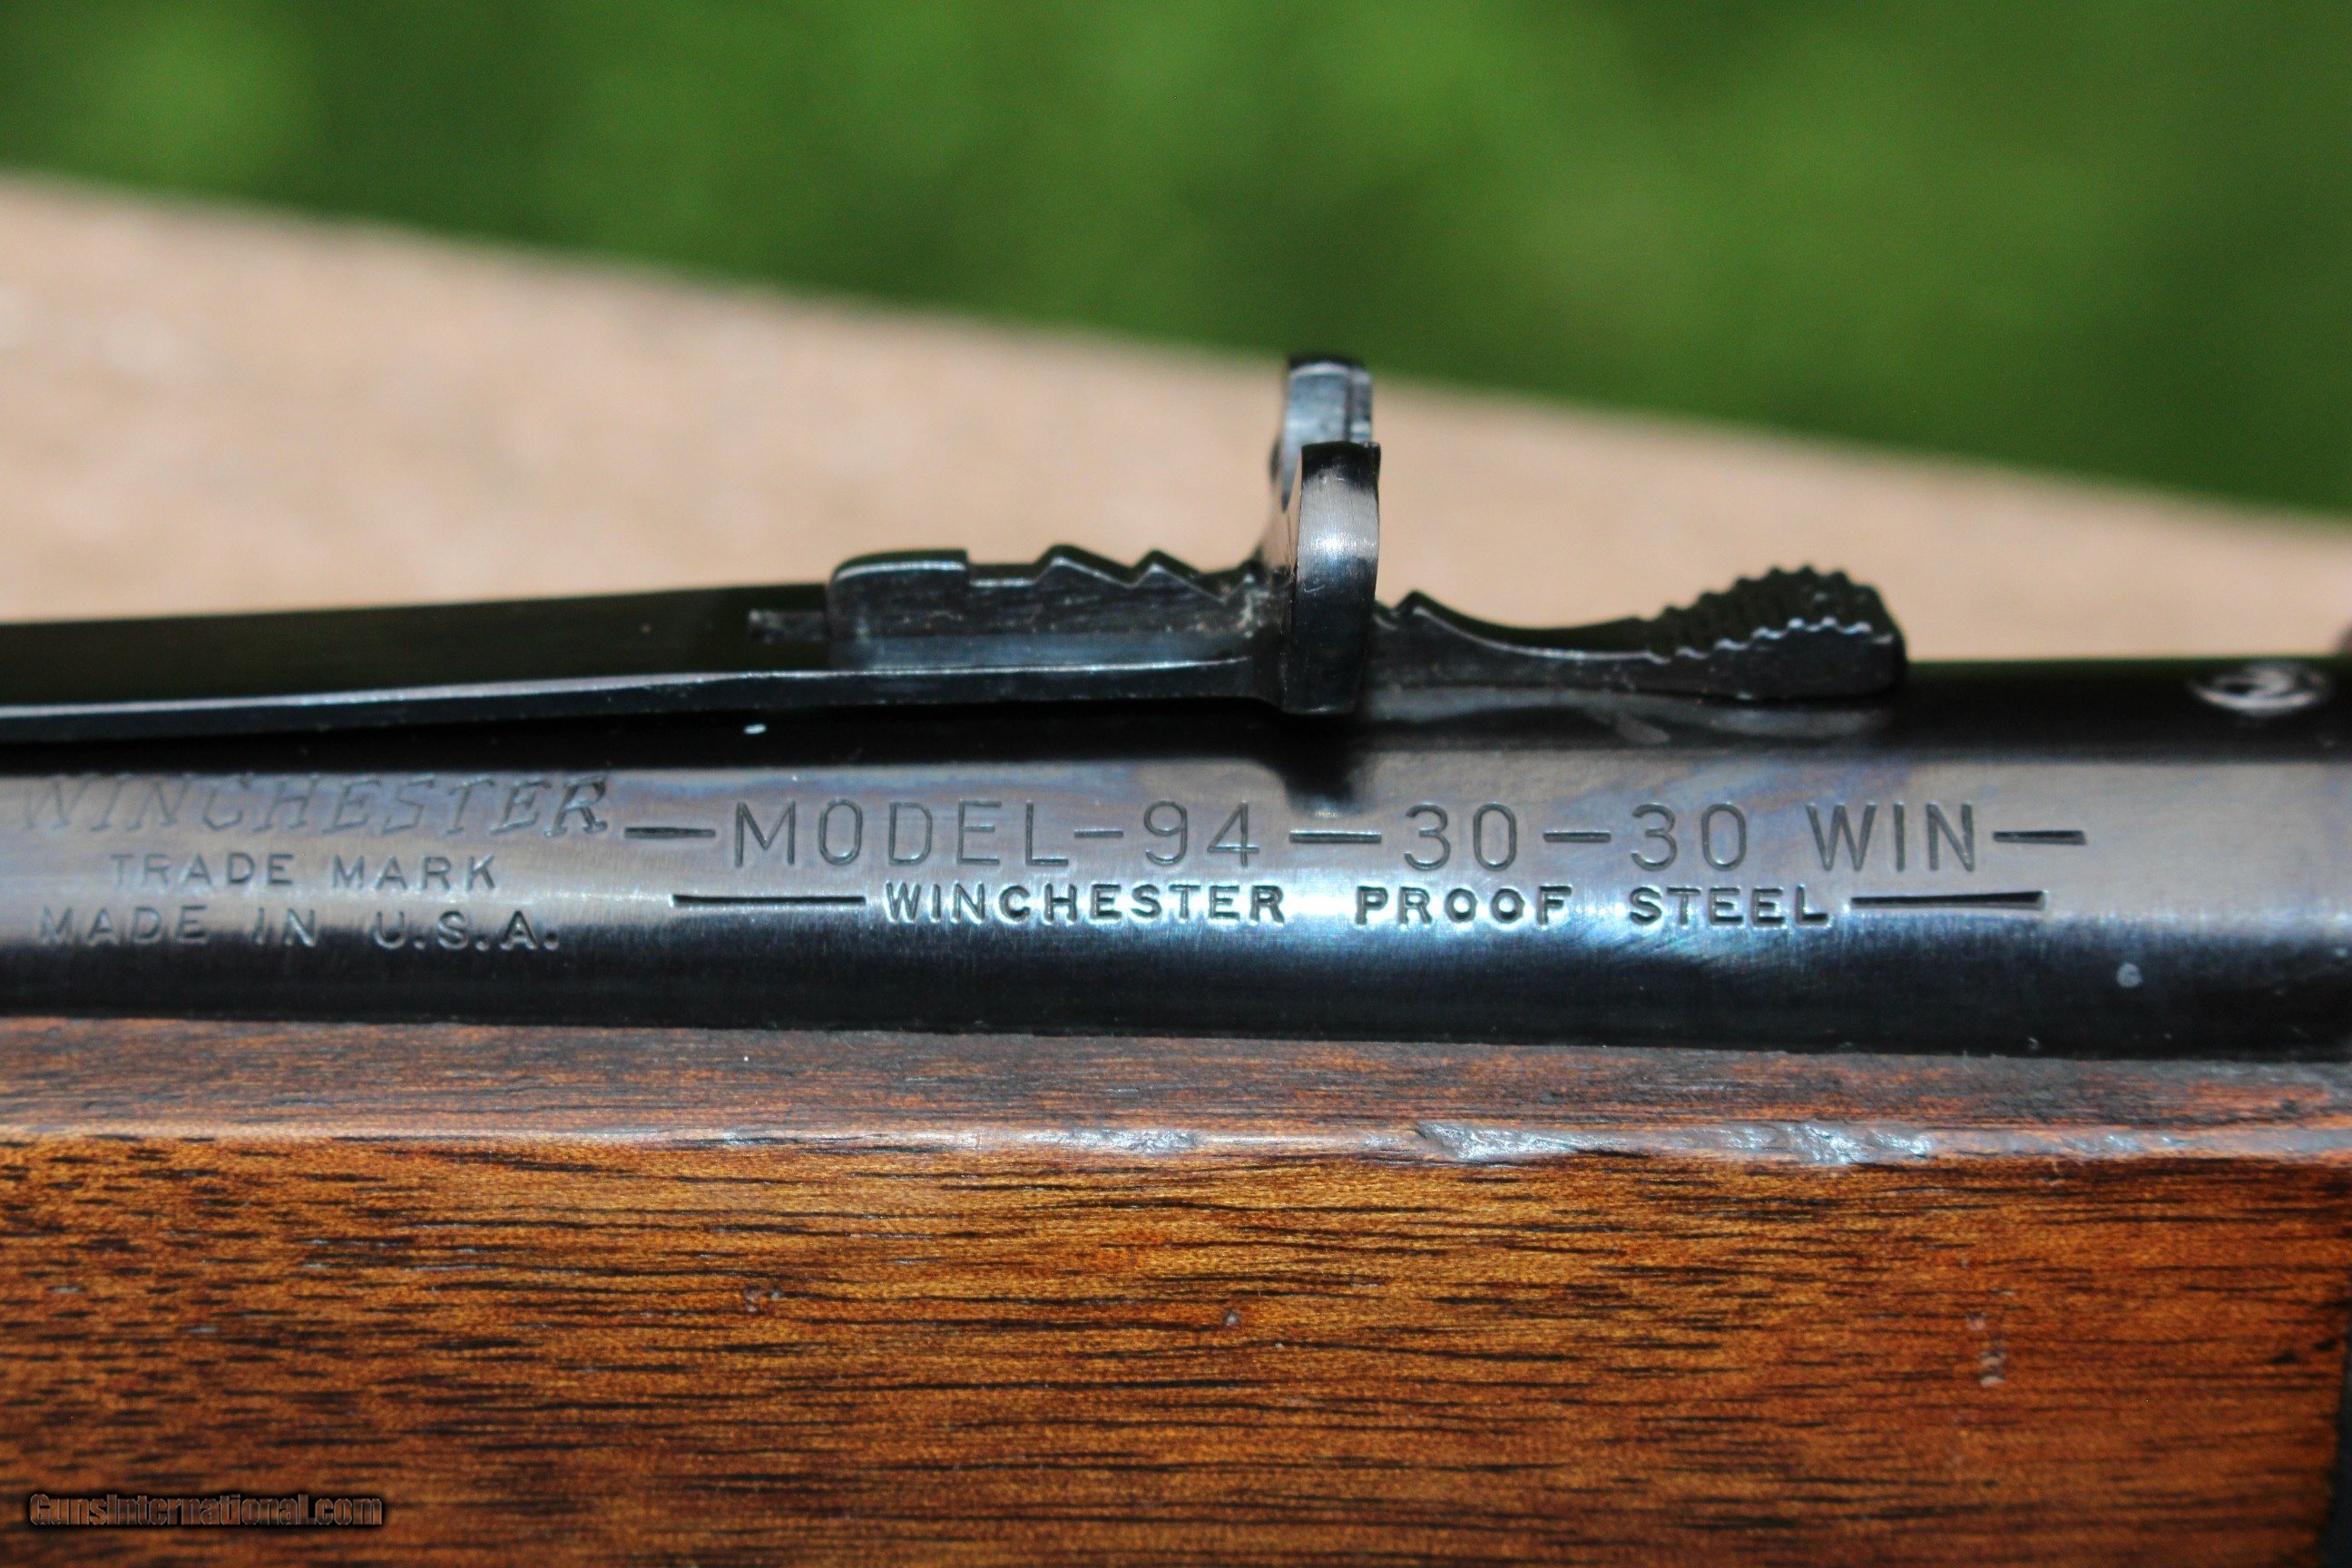 WINCHESTER —MODEL-94—30-30 WIN—
TRADE MARK
—WINCHESTER PROOF STEEL—
MADE IN U.S.A.
GunsInternational.com